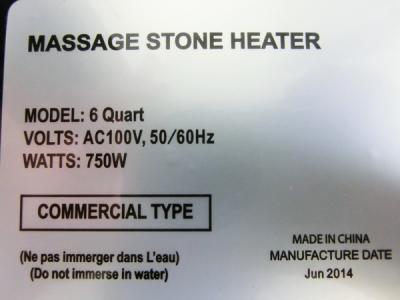 MASSAGE STONE HEATER
MODEL: 6 Quart
VOLTS: AC100V, 50/60Hz
WATTS: 750W
COMMERCIAL TYPE
(Ne pas immerger dans L'eau)
(Do not immerse in water)
MADE IN CHINA
MANUFACTURE DATE
Jun 2014